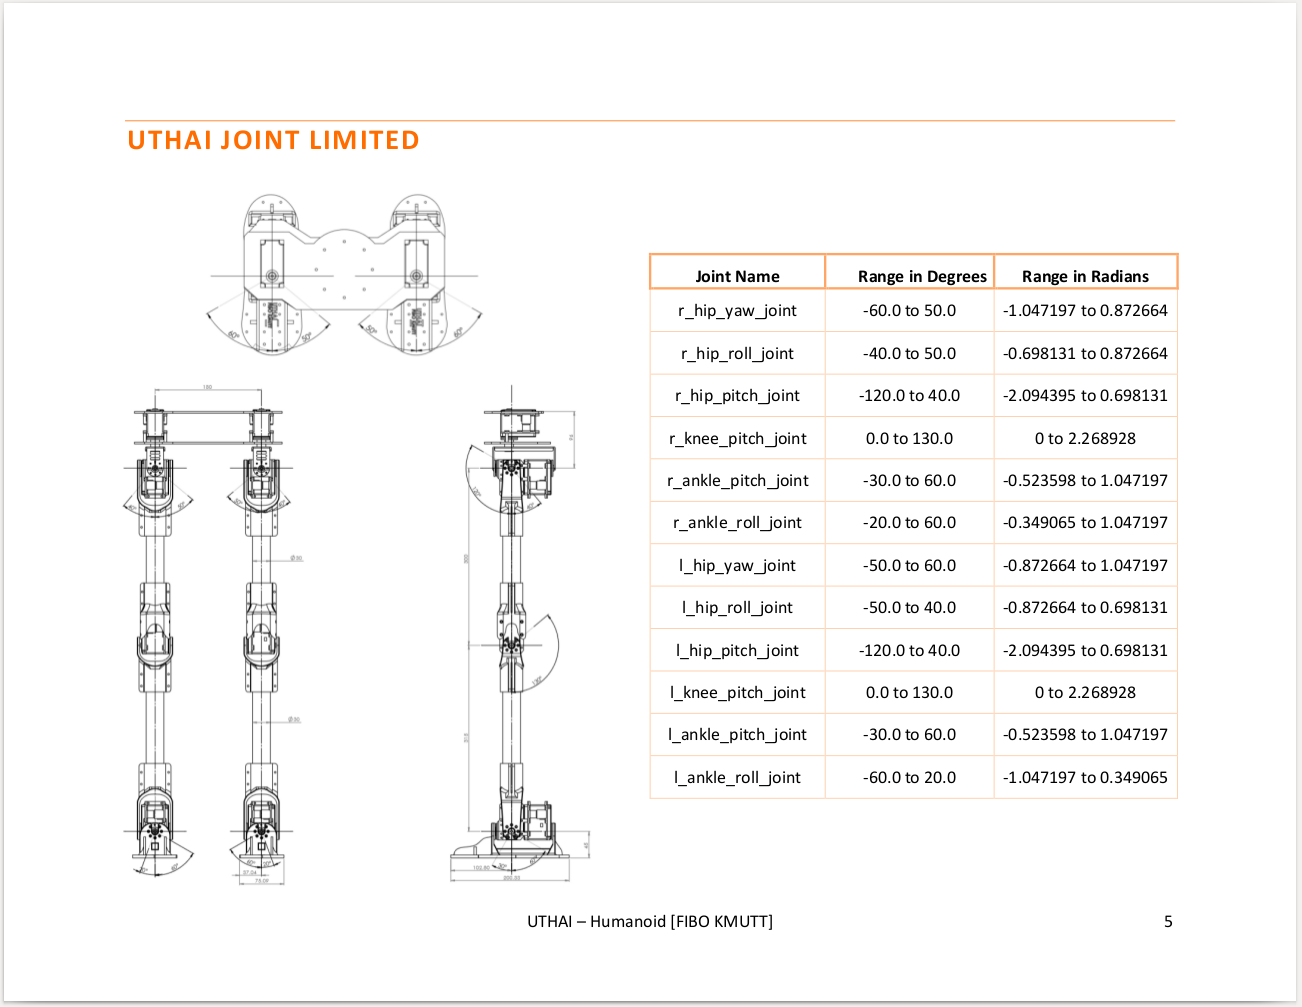 UTHAI JOINT LIMITED
60°
50°
50°
60°
150
Joint Name Range in Degrees Range in Radians
r_hip_yaw_joint -60.0 to 50.0 -1.047197 to 0.872664
r_hip_roll_joint -40.0 to 50.0 -0.698131 to 0.872664
r_hip_pitch_joint -120.0 to 40.0 -2.094395 to 0.698131
r_knee_pitch_joint 0.0 to 130.0 0 to 2.268928
r_ankle_pitch_joint -30.0 to 60.0 -0.523598 to 1.047197
r_ankle_roll_joint -20.0 to 60.0 -0.349065 to 1.047197
l_hip_yaw_joint -50.0 to 60.0 -0.872664 to 1.047197
l_hip_roll_joint -50.0 to 40.0 -0.872664 to 0.698131
l_hip_pitch_joint -120.0 to 40.0 -2.094395 to 0.698131
l_knee_pitch_joint 0.0 to 130.0 0 to 2.268928
l_ankle_pitch_joint -30.0 to 60.0 -0.523598 to 1.047197
l_ankle_roll_joint -60.0 to 20.0 -1.047197 to 0.349065
300
130°
UTHAI – Humanoid [FIBO KMUTT]
5